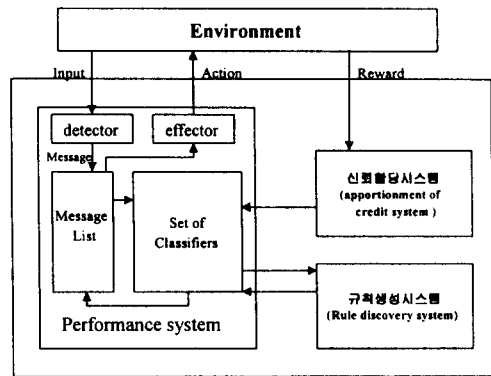 Environment
Input
Action
Reward
detector
effector
Message
Message
List
Set of
Classifiers
Performance system
신뢰할당시스템
(apportionment of
credit system )
규칙생성시스템
(Rule discovery system)